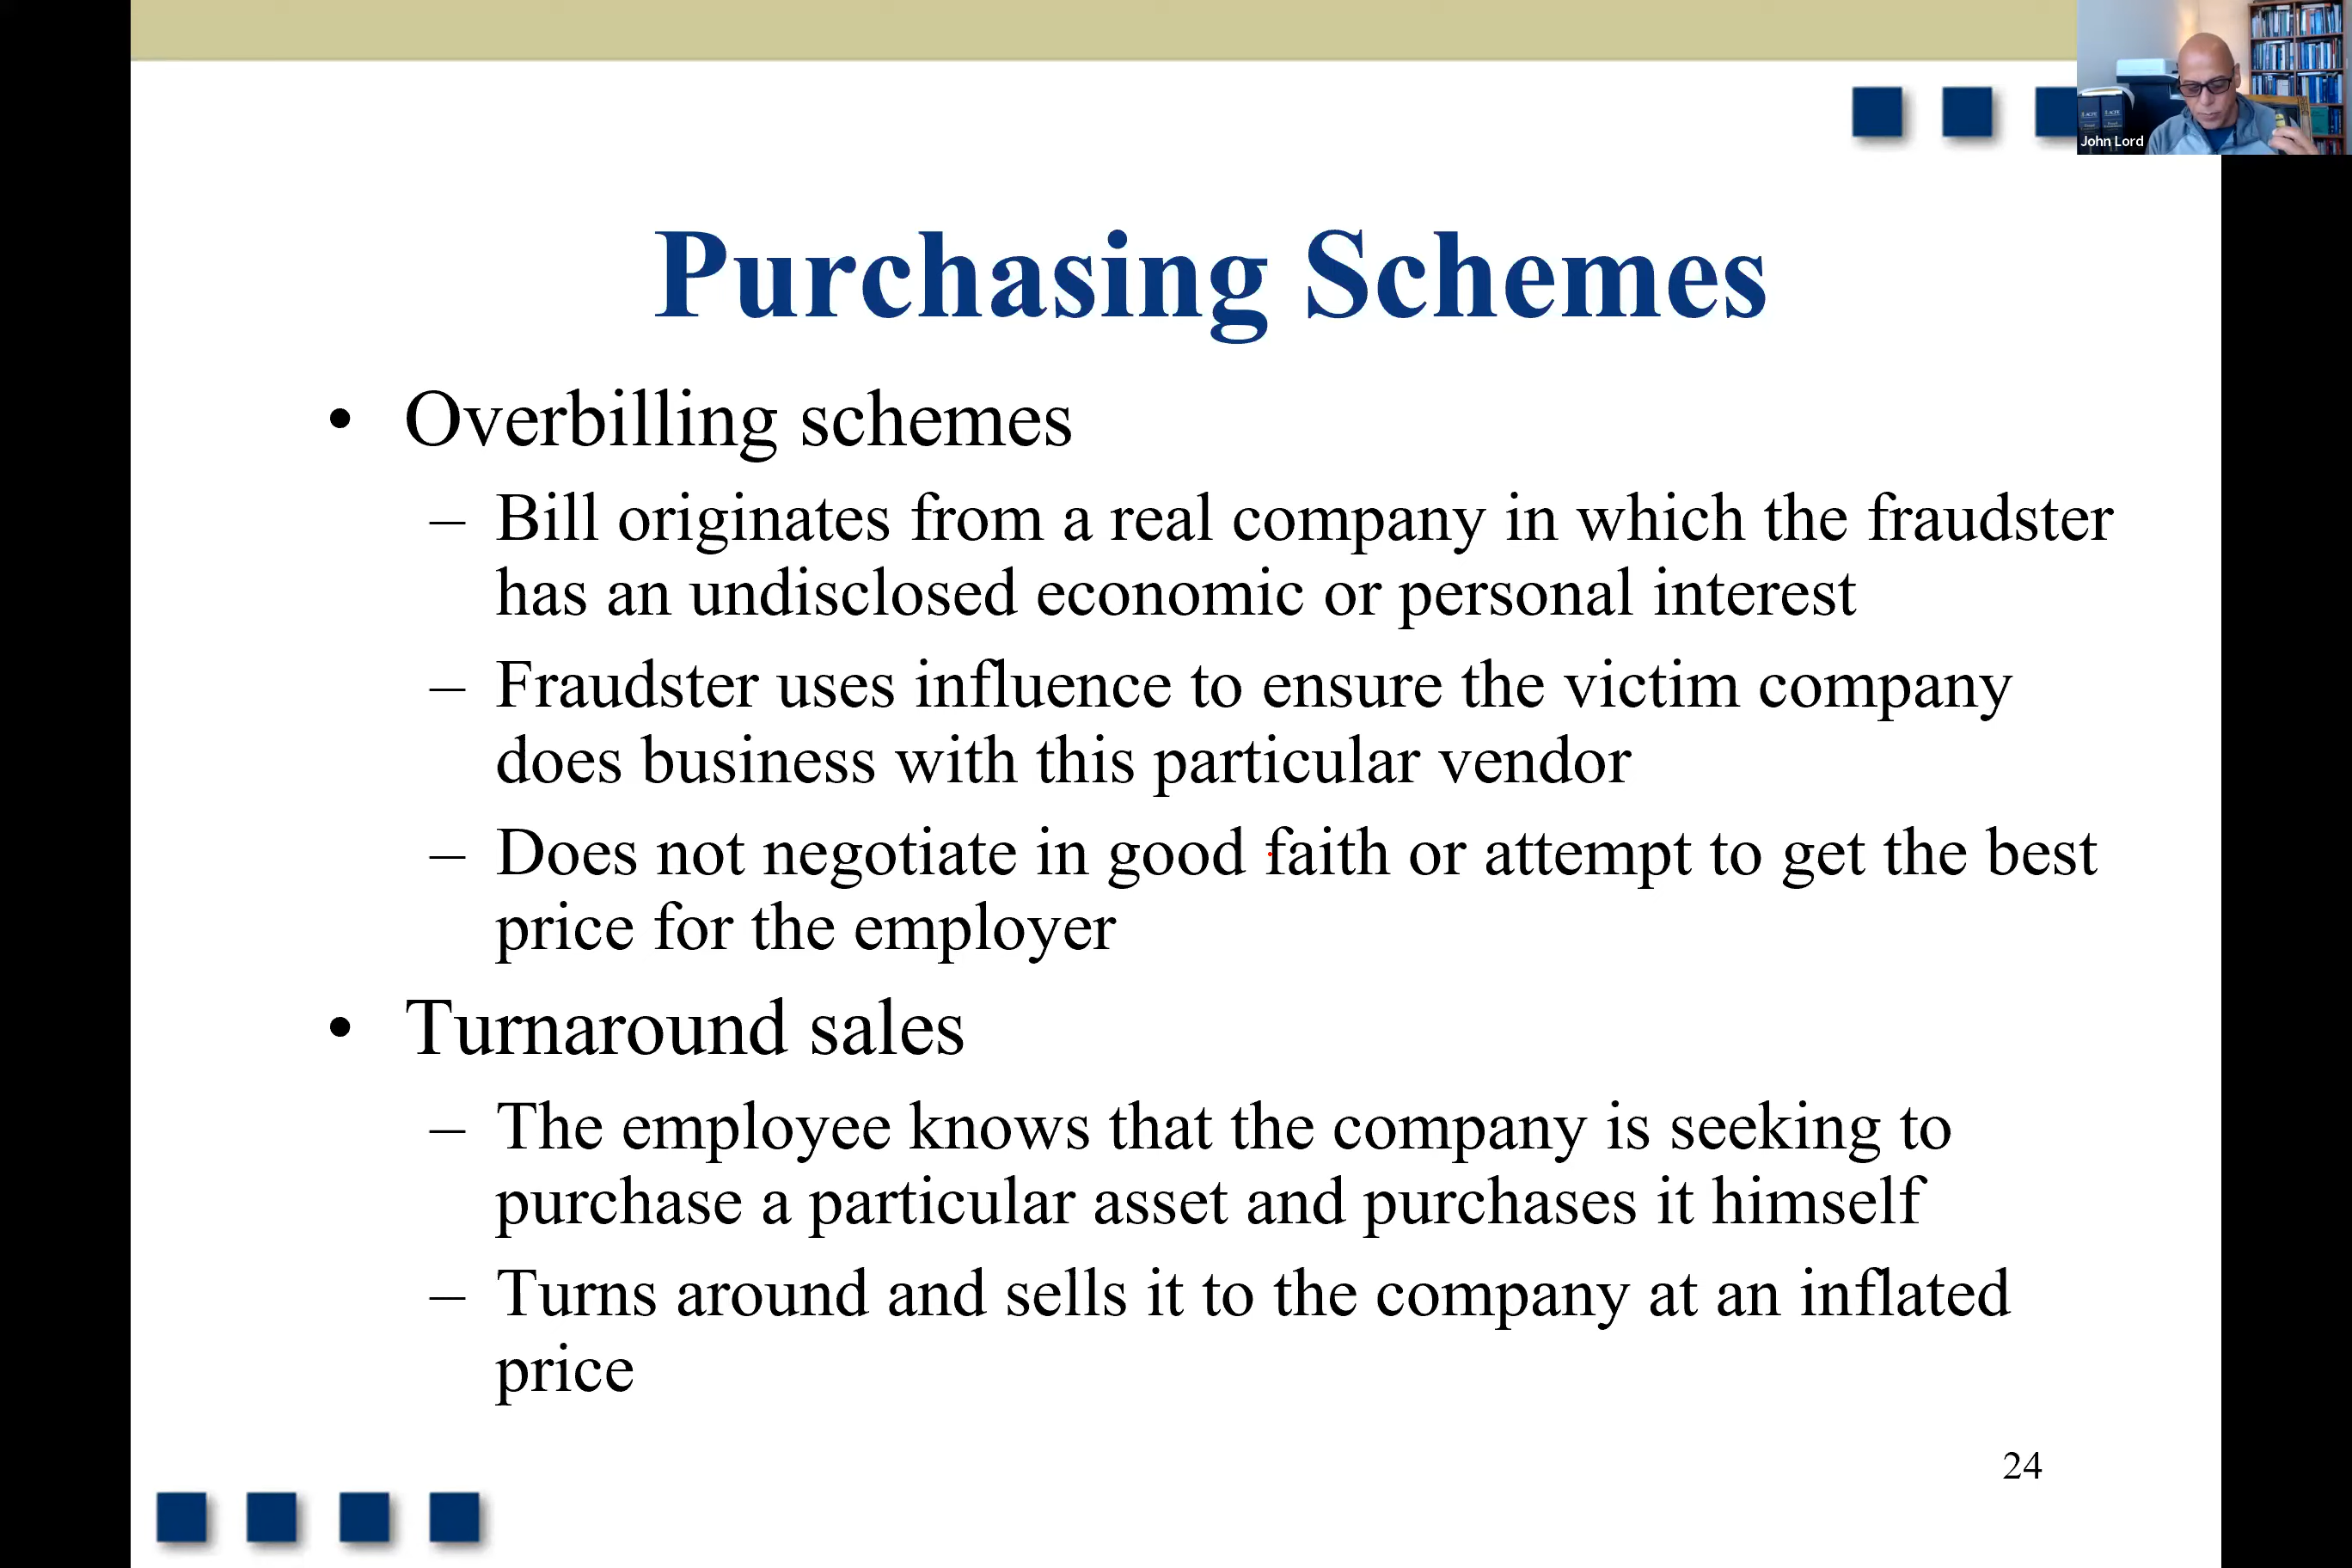 John Lord
Purchasing Schemes
• Overbilling schemes
– Bill originates from a real company in which the fraudster
has an undisclosed economic or personal interest
– Fraudster uses influence to ensure the victim company
does business with this particular vendor
– Does not negotiate in good faith or attempt to get the best
price for the employer
• Turnaround sales
– The employee knows that the company is seeking to
purchase a particular asset and purchases it himself
– Turns around and sells it to the company at an inflated
price
24